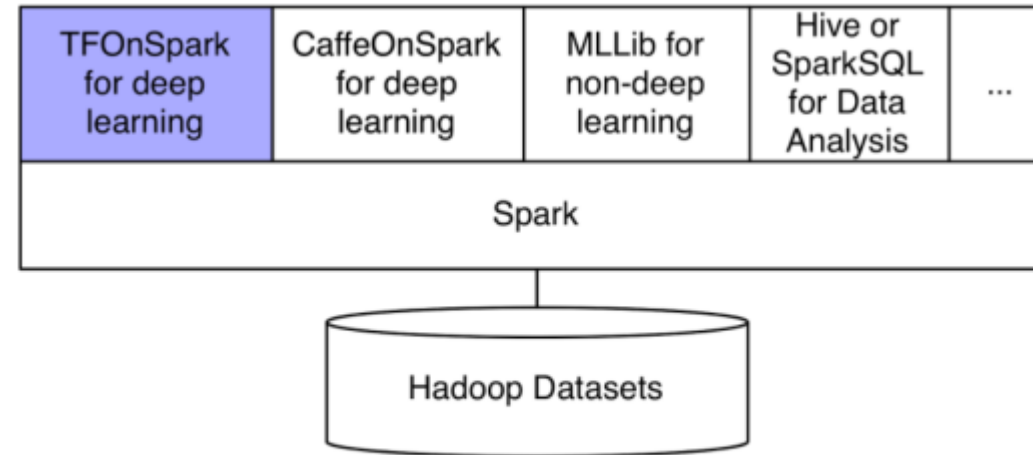 TFOnSpark
for deep
learning
CaffeOnSpark
for deep
learning
MLLib for
non-deep
learning
Hive or
SparkSQL
for Data
Analysis
...
Spark
Hadoop Datasets